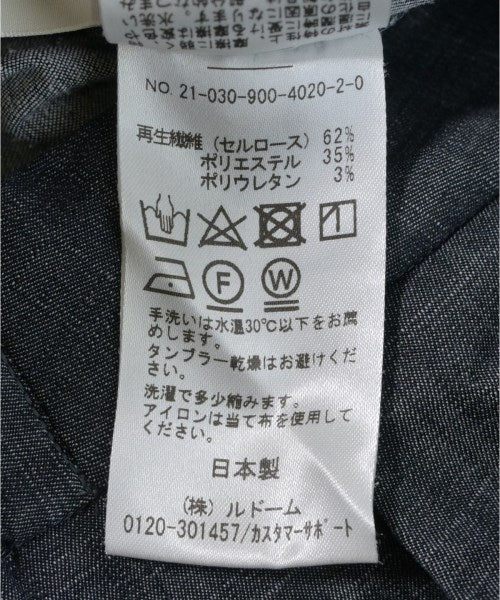 NO. 21-030-900-4020-2-0
再生繊維(セルロース) 62%
ポリエステル 35%
ポリウレタン 3%
F W
手洗いは水温30℃以下をお薦
めします。
タンブラー乾燥はお避けくだ
さい。
洗濯で多少縮みます。
アイロンは当て布を使用して
ください。
日本製
(株) ルドーム
0120-301457/カスタマーサポート